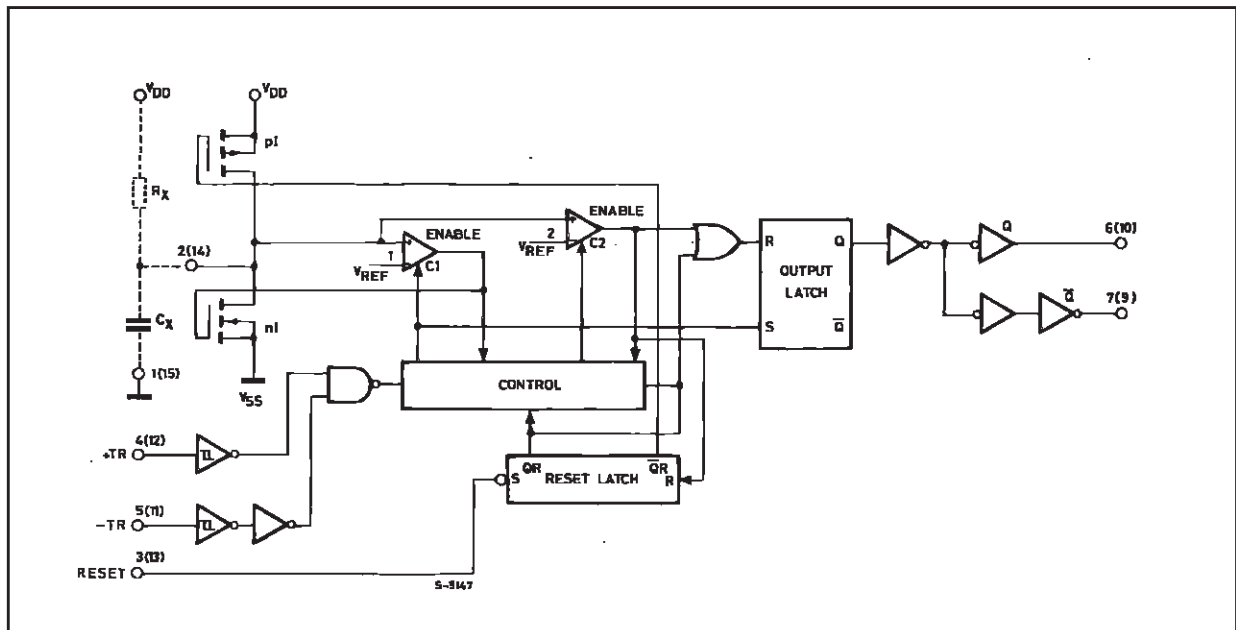 VDD
VDD
pI
RX
2(14)
CX
1(15)
nI
VSS
ENABLE
1
VREF
C1
ENABLE
2
VREF
C2
CONTROL
QR
Q̅R̅
S
RESET LATCH
R
R
Q
OUTPUT
LATCH
S
Q̅
Q
6(10)
Q̅
7(9)
4(12)
+TR
5(11)
-TR
3(13)
RESET
S-3147